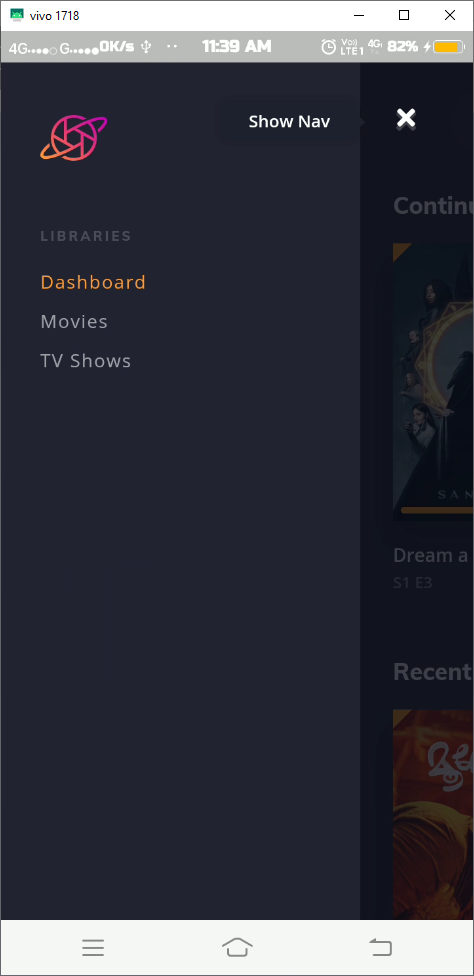 vivo 1718
4G G 0K/s 11:39 AM Vo)) LTE1 4G 82%
Show Nav
LIBRARIES
Dashboard
Movies
TV Shows
Continu
SAN
Dream a
S1 E3
Recent